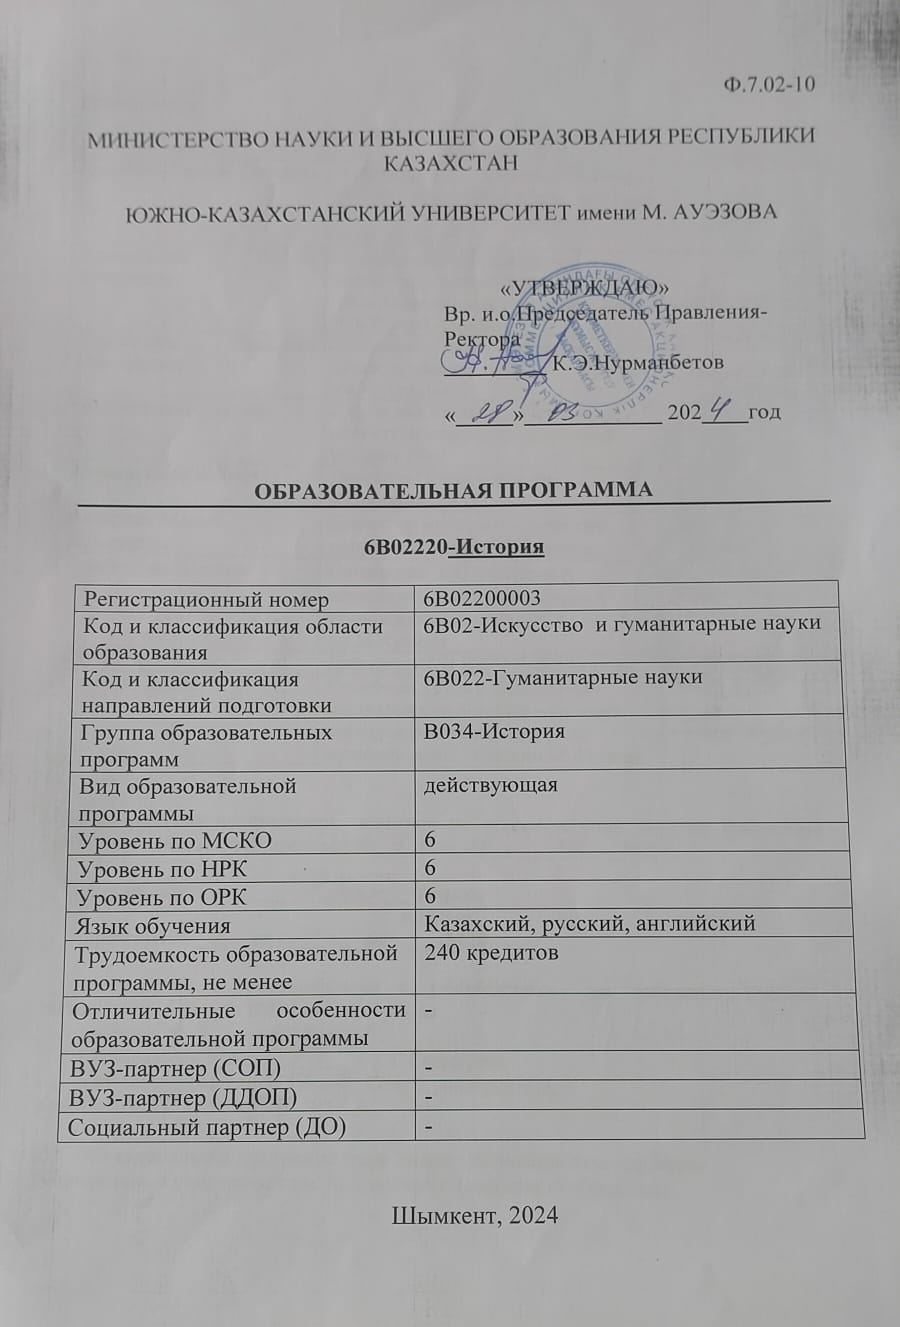 Ф.7.02-10
МИНИСТЕРСТВО НАУКИ И ВЫСШЕГО ОБРАЗОВАНИЯ РЕСПУБЛИКИ
КАЗАХСТАН
ЮЖНО-КАЗАХСТАНСКИЙ УНИВЕРСИТЕТ имени М. АУЭЗОВА
«УТВЕРЖДАЮ»
Вр. и.о.Председатель Правления-
Ректора
К.Э.Нурманбетов
« 28 » 03 2024 год
ОБРАЗОВАТЕЛЬНАЯ ПРОГРАММА
6В02220-История
Регистрационный номер 6В02200003
Код и классификация области 6В02-Искусство и гуманитарные науки
образования
Код и классификация 6В022-Гуманитарные науки
направлений подготовки
Группа образовательных В034-История
программ
Вид образовательной действующая
программы
Уровень по МСКО 6
Уровень по НРК 6
Уровень по ОРК 6
Язык обучения Казахский, русский, английский
Трудоемкость образовательной 240 кредитов
программы, не менее
Отличительные особенности -
образовательной программы
ВУЗ-партнер (СОП) -
ВУЗ-партнер (ДДОП) -
Социальный партнер (ДО) -
Шымкент, 2024